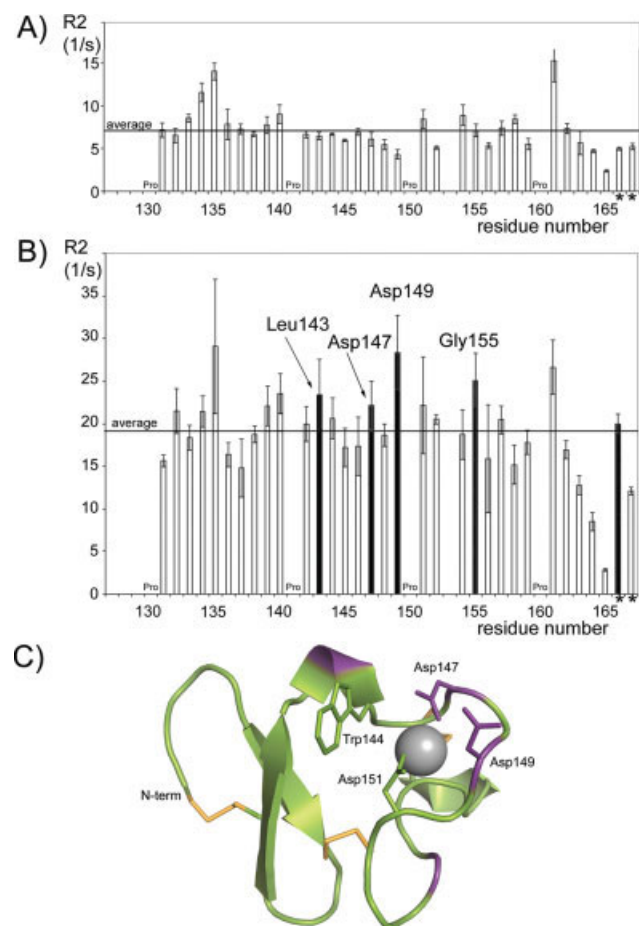 A)
R2
(1/s)
15
10
average
5
0
Pro Pro Pro Pro
130 135 140 145 150 155 160 165
* *
residue number
B)
R2
(1/s)
35
30
25
20
average
15
10
5
0
Leu143
Asp147
Asp149
Gly155
Pro Pro Pro Pro
130 135 140 145 150 155 160 165
* *
residue number
C)
Asp147
Trp144
Asp149
Asp151
N-term